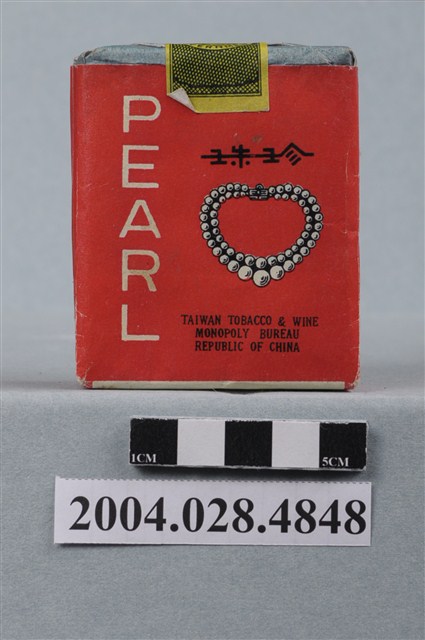 PEARL
珠珍
TAIWAN TOBACCO & WINE
MONOPOLY BUREAU
REPUBLIC OF CHINA
1CM 5CM
2004.028.4848